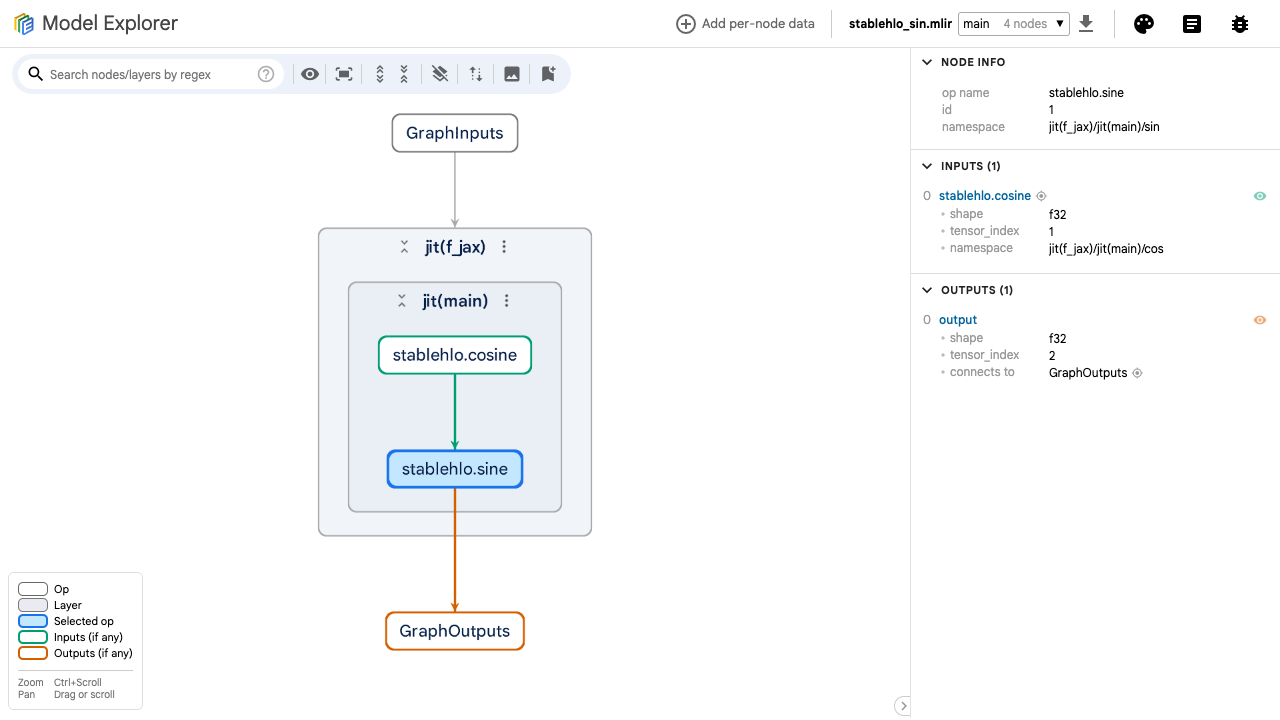 Model Explorer
Add per-node data
stablehlo_sin.mlir
main 4 nodes
Search nodes/layers by regex
GraphInputs
jit(f_jax)
jit(main)
stablehlo.cosine
stablehlo.sine
GraphOutputs
Op
Layer
Selected op
Inputs (if any)
Outputs (if any)
Zoom Ctrl+Scroll
Pan Drag or scroll
NODE INFO
op name stablehlo.sine
id 1
namespace jit(f_jax)/jit(main)/sin
INPUTS (1)
0 stablehlo.cosine
• shape f32
• tensor_index 1
• namespace jit(f_jax)/jit(main)/cos
OUTPUTS (1)
0 output
• shape f32
• tensor_index 2
• connects to GraphOutputs